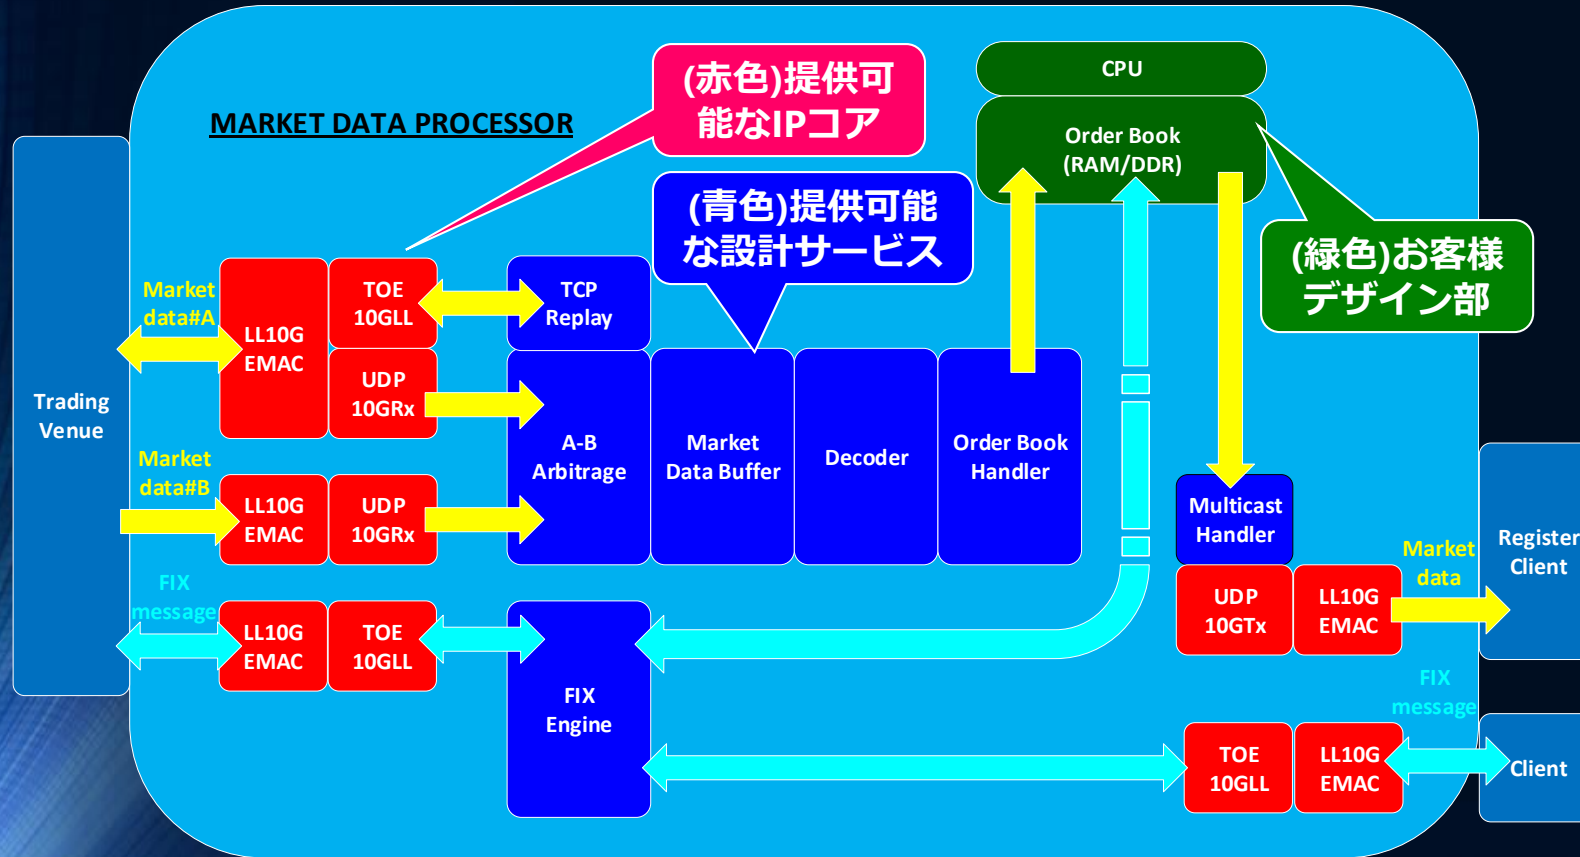 MARKET DATA PROCESSOR
(赤色)提供可
能なIPコア
(青色)提供可能
な設計サービス
CPU
Order Book
(RAM/DDR)
(緑色)お客様
デザイン部
Trading
Venue
Market
data#A
LL10G
EMAC
TOE
10GLL
UDP
10GRx
TCP
Replay
A-B
Arbitrage
Market
Data Buffer
Decoder
Order Book
Handler
Market
data#B
LL10G
EMAC
UDP
10GRx
FIX
message
LL10G
EMAC
TOE
10GLL
FIX
Engine
Multicast
Handler
UDP
10GTx
LL10G
EMAC
Market
data
Register
Client
FIX
message
TOE
10GLL
LL10G
EMAC
Client